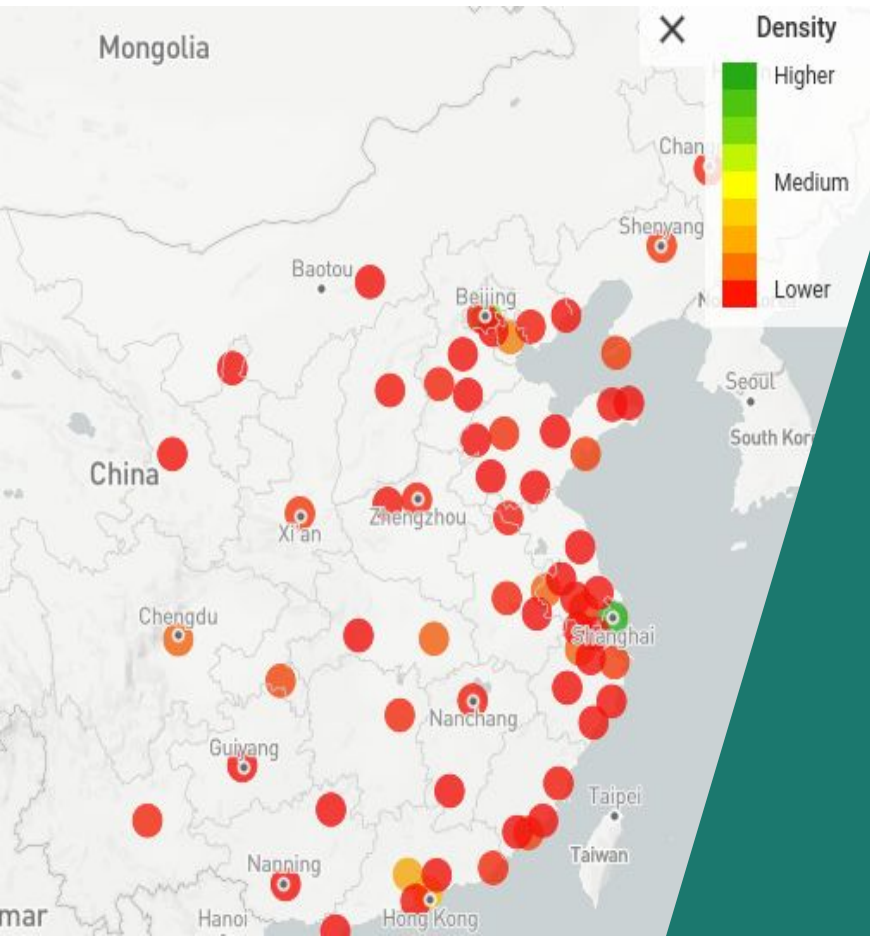 Mongolia
Density
Higher
Chan
Medium
Shenyang
Baotou
Lower
Beijing
Seoul
South Kor
China
Zhengzhou
Xi'an
Chengdu
Shanghai
Nanchang
Guiyang
Taipei
Taiwan
Nanning
mar
Hanoi
Hong Kong